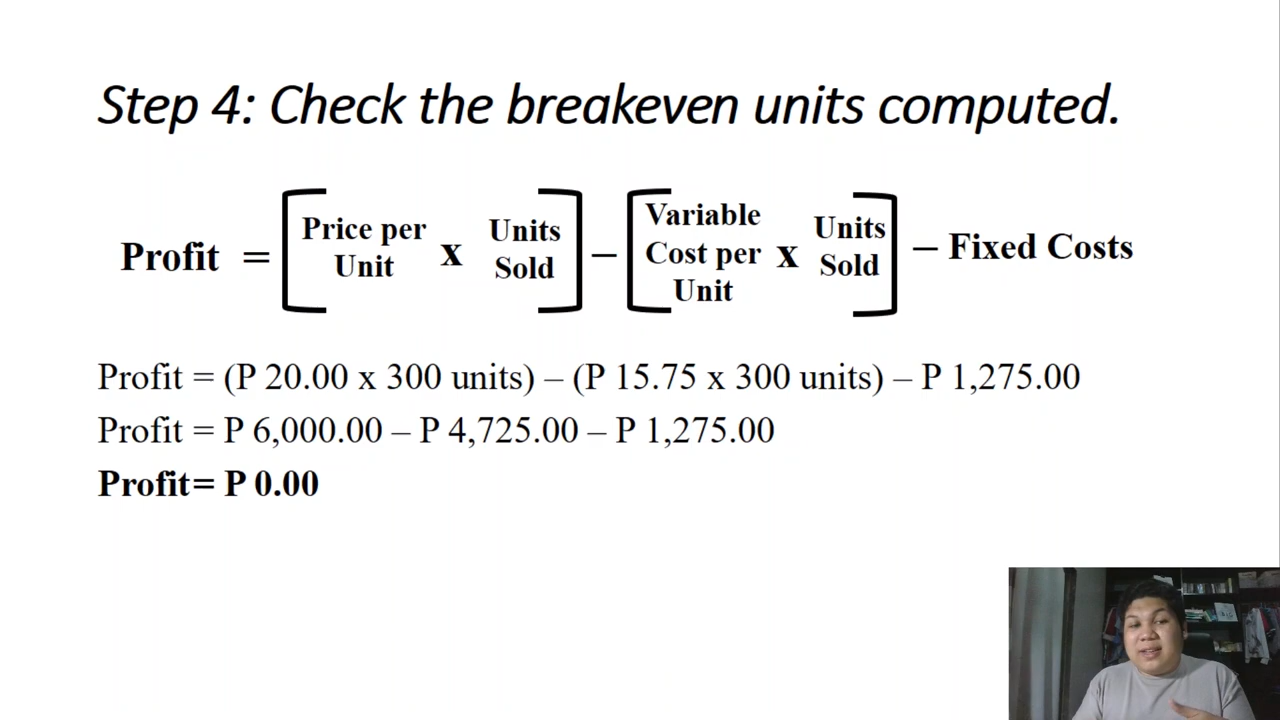 Step 4: Check the breakeven units computed.
Profit = [Price per Unit x Units Sold] – [Variable Cost per Unit x Units Sold] – Fixed Costs
Profit = (P 20.00 x 300 units) – (P 15.75 x 300 units) – P 1,275.00
Profit = P 6,000.00 – P 4,725.00 – P 1,275.00
Profit= P 0.00